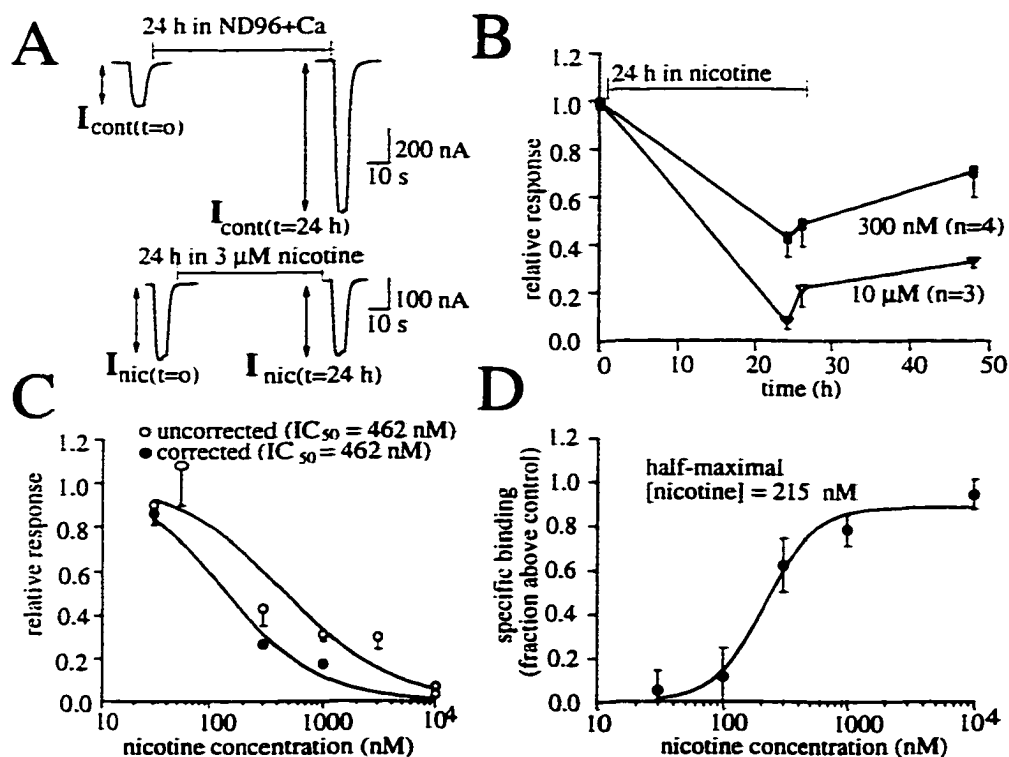 A
24 h in ND96+Ca
I cont(t=o)
I cont(t=24 h)
200 nA
10 s
24 h in 3 µM nicotine
I nic(t=o)
I nic(t=24 h)
100 nA
10 s
B
24 h in nicotine
relative response
1.2
1.0
0.8
0.6
0.4
0.2
0.0
300 nM (n=4)
10 µM (n=3)
0 10 20 30 40 50
time (h)
C
o uncorrected (IC50 = 462 nM)
● corrected (IC50 = 462 nM)
relative response
1.2
1.0
0.8
0.6
0.4
0.2
0.0
10 100 1000 10⁴
nicotine concentration (nM)
D
half-maximal
[nicotine] = 215 nM
specific binding
(fraction above control)
1.2
1.0
0.8
0.6
0.4
0.2
0.0
10 100 1000 10⁴
nicotine concentration (nM)